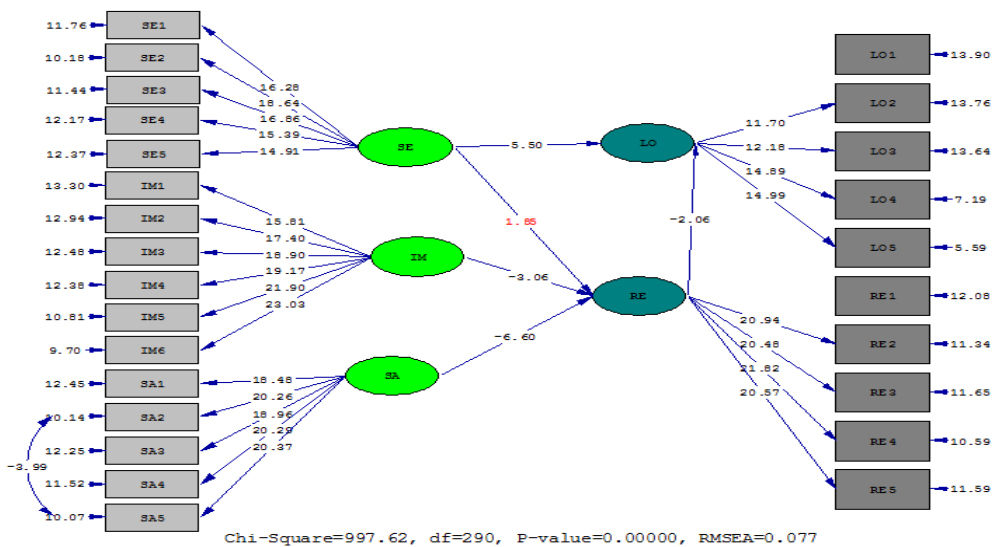 11.76 SE1
10.18 SE2
11.44 SE3
12.17 SE4
12.37 SE5
13.30 IM1
12.94 IM2
12.48 IM3
12.38 IM4
10.81 IM5
9.70 IM6
12.45 SA1
10.14 SA2
12.25 SA3
11.52 SA4
10.07 SA5
-3.99
16.28
18.64
16.86
15.39
14.91
15.81
17.40
18.90
19.17
21.90
23.03
18.48
20.26
18.96
20.29
20.37
SE
IM
SA
5.50
1.85
-3.06
-6.60
LO
-2.06
RE
11.70
12.18
14.89
14.99
20.94
20.48
21.82
20.57
LO1 13.90
LO2 13.76
LO3 13.64
LO4 7.19
LO5 5.59
RE1 12.08
RE2 11.34
RE3 11.65
RE4 10.59
RE5 11.59
Chi-Square=997.62, df=290, P-value=0.00000, RMSEA=0.077